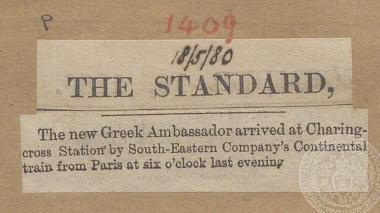 P
1409
18/5/80
THE STANDARD,
The new Greek Ambassador arrived at Charing-
cross Station by South-Eastern Company's Continental
train from Paris at six o'clock last evening